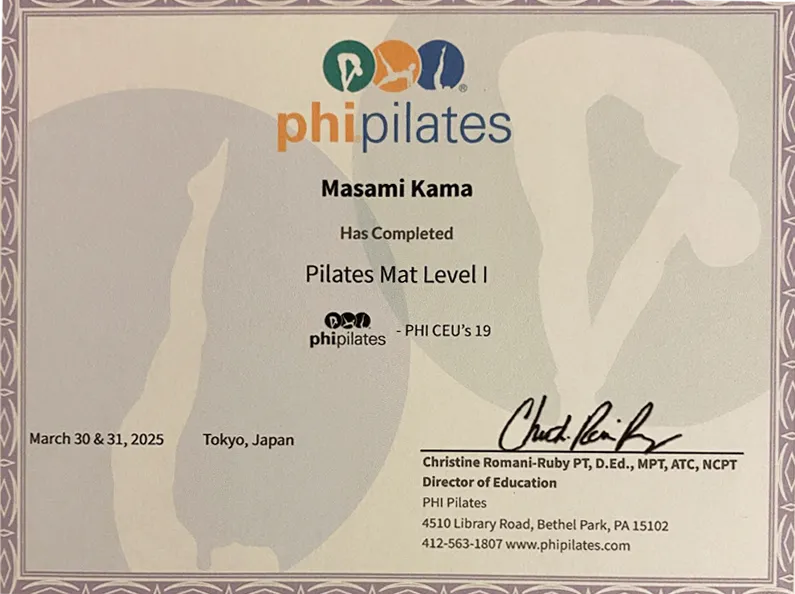 phipilates®
Masami Kama
Has Completed
Pilates Mat Level I
phipilates - PHI CEU's 19
March 30 & 31, 2025 Tokyo, Japan
Christine Romani-Ruby PT, D.Ed., MPT, ATC, NCPT
Director of Education
PHI Pilates
4510 Library Road, Bethel Park, PA 15102
412-563-1807 www.phipilates.com